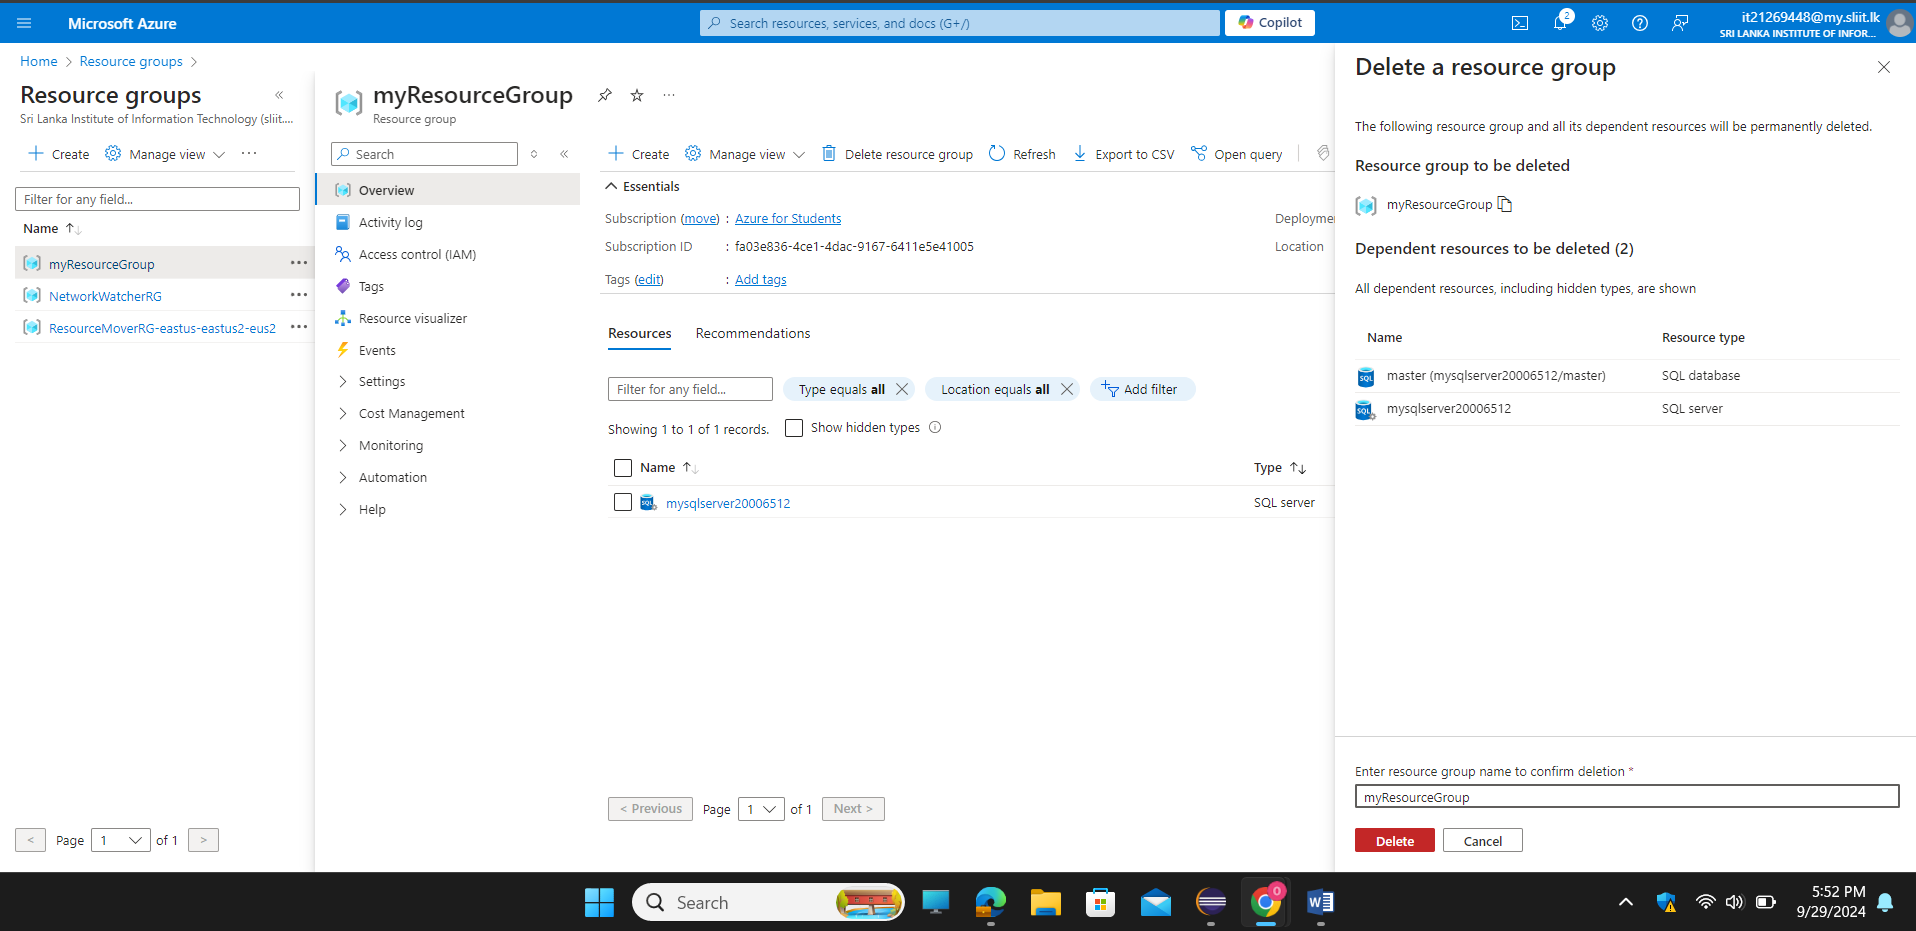 Microsoft Azure
Search resources, services, and docs (G+/)
Copilot
2
it21269448@my.sliit.lk
SRI LANKA INSTITUTE OF INFOR...
Home > Resource groups >
Resource groups
Sri Lanka Institute of Information Technology (sliit....
Create Manage view ...
Filter for any field...
Name
myResourceGroup
NetworkWatcherRG
ResourceMoverRG-eastus-eastus2-eus2
< Page 1 of 1 >
myResourceGroup
Resource group
Search
Overview
Activity log
Access control (IAM)
Tags
Resource visualizer
Events
Settings
Cost Management
Monitoring
Automation
Help
Create Manage view Delete resource group Refresh Export to CSV Open query
Essentials
Subscription (move) : Azure for Students
Deployme
Subscription ID : fa03e836-4ce1-4dac-9167-6411e5e41005
Location
Tags (edit) : Add tags
Resources Recommendations
Filter for any field... Type equals all Location equals all Add filter
Showing 1 to 1 of 1 records. Show hidden types
Name Type
mysqlserver20006512 SQL server
< Previous Page 1 of 1 Next >
Delete a resource group
The following resource group and all its dependent resources will be permanently deleted.
Resource group to be deleted
myResourceGroup
Dependent resources to be deleted (2)
All dependent resources, including hidden types, are shown
Name Resource type
master (mysqlserver20006512/master) SQL database
mysqlserver20006512 SQL server
Enter resource group name to confirm deletion *
myResourceGroup
Delete Cancel
Search
0
5:52 PM
9/29/2024